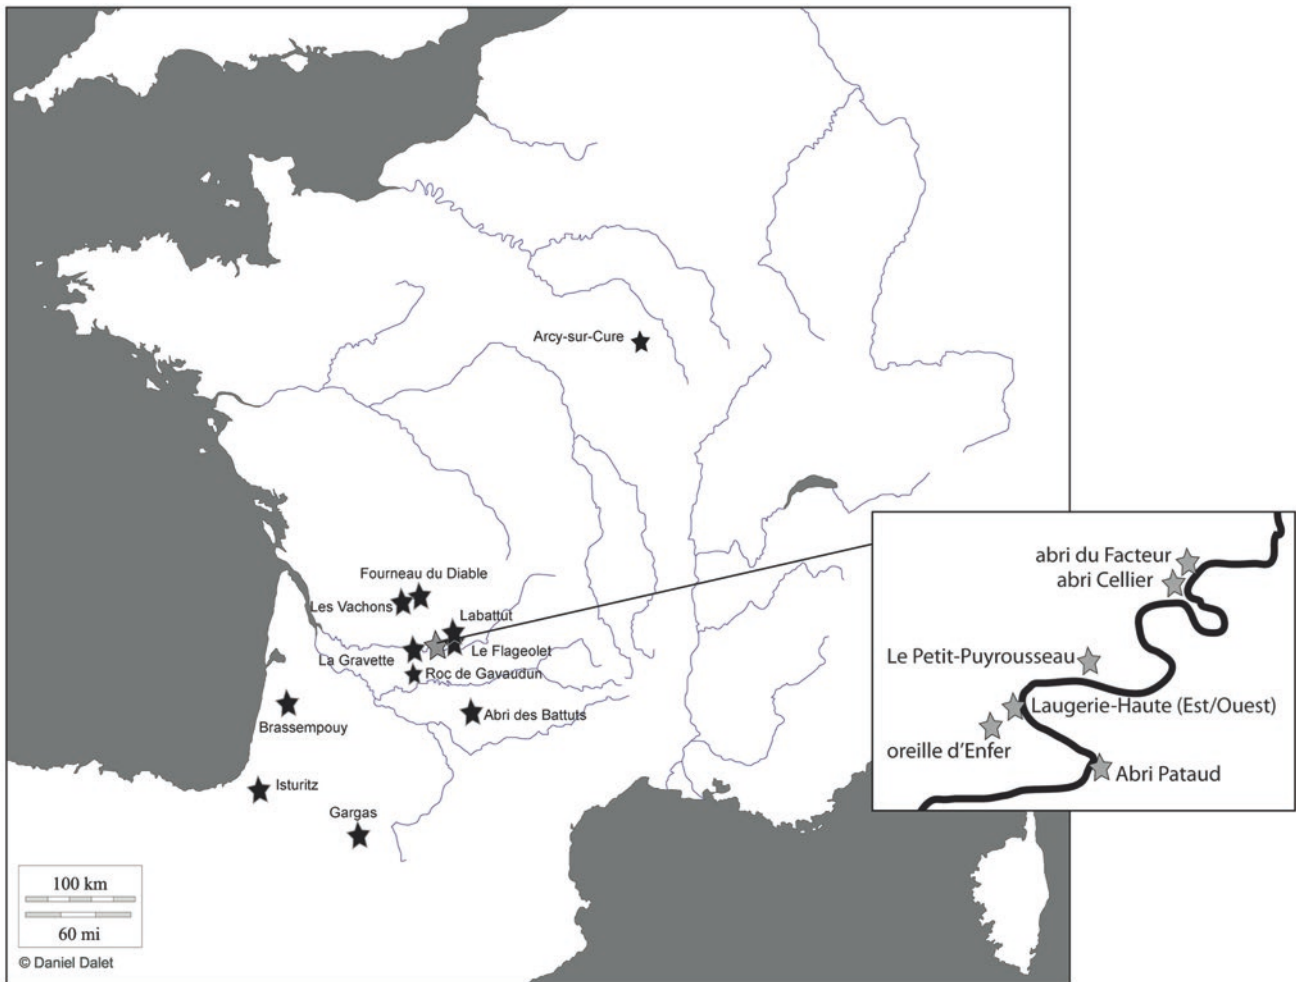 Arcy-sur-Cure
Fourneau du Diable
Les Vachons
Labattut
La Gravette
Le Flageolet
Roc de Gavaudun
Abri des Battuts
Brassempouy
Isturitz
Gargas
abri du Facteur
abri Cellier
Le Petit-Puyrousseau
Laugerie-Haute (Est/Ouest)
oreille d'Enfer
Abri Pataud
100 km
60 mi
© Daniel Dalet